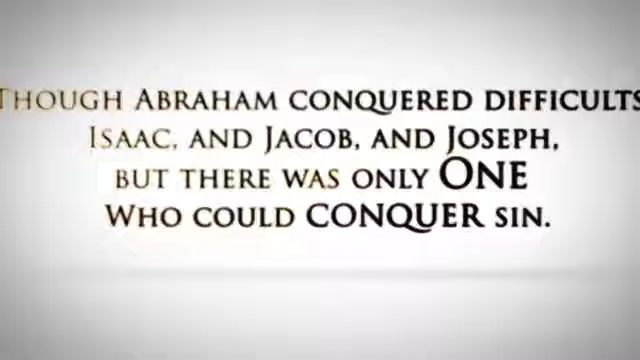 THOUGH ABRAHAM CONQUERED DIFFICULTS
ISAAC, AND JACOB, AND JOSEPH,
BUT THERE WAS ONLY ONE
WHO COULD CONQUER SIN.